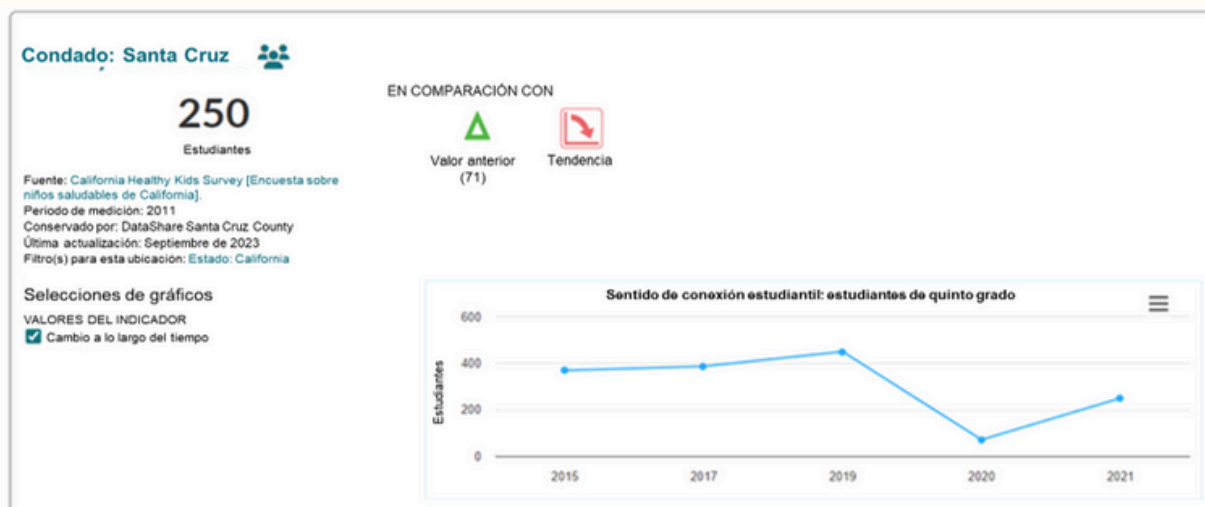 Condado: Santa Cruz
250
Estudiantes
EN COMPARACIÓN CON
Valor anterior
(71)
Tendencia
Fuente: California Healthy Kids Survey [Encuesta sobre
niños saludables de California].
Periodo de medición: 2011
Conservado por: DataShare Santa Cruz County
Última actualización: Septiembre de 2023
Filtro(s) para esta ubicación: Estado: California
Selecciones de gráficos
VALORES DEL INDICADOR
Cambio a lo largo del tiempo
Sentido de conexión estudiantil: estudiantes de quinto grado
Estudiantes
600
400
200
0
2015
2017
2019
2020
2021